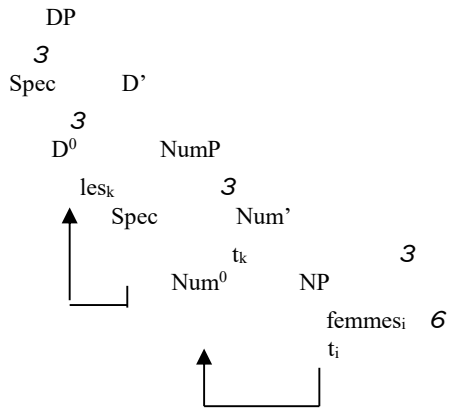 DP
3
Spec D’
3
D⁰ NumP
lesₖ 3
Spec Num’
tₖ 3
Num⁰ NP
femmesᵢ 6
tᵢ